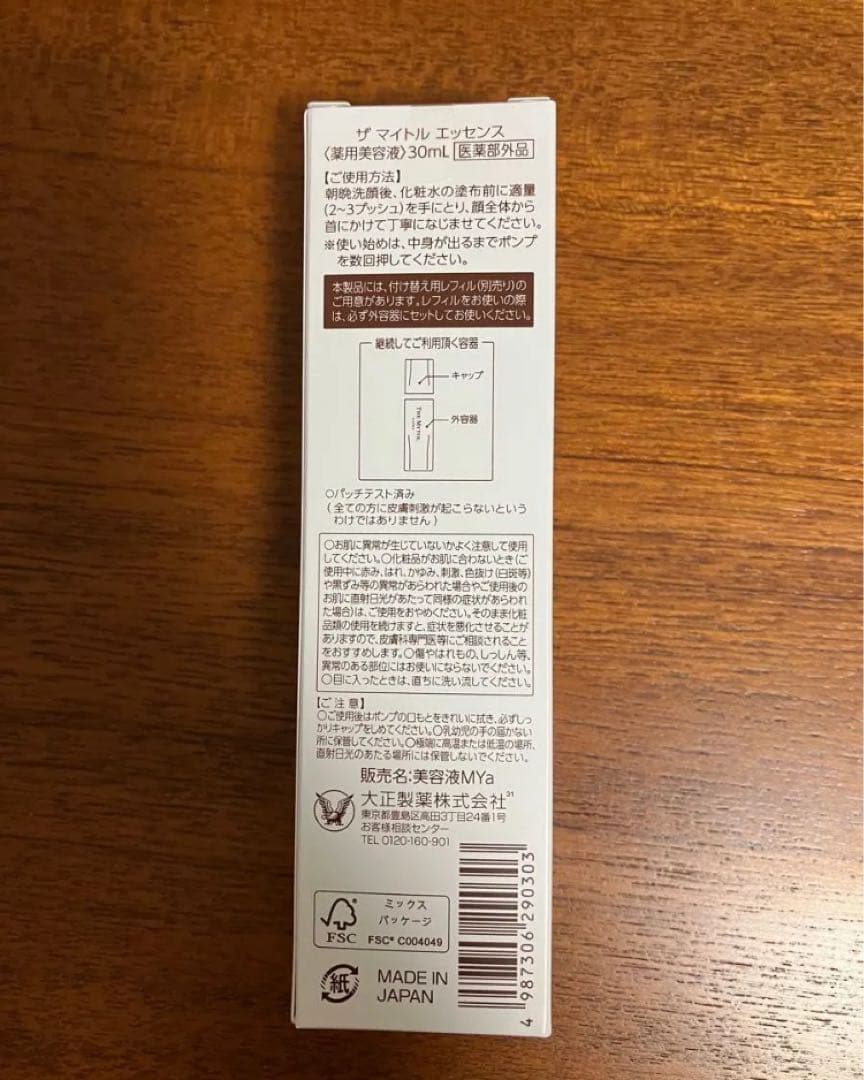 ザ マイトル エッセンス
〈薬用美容液〉30mL 医薬部外品
【ご使用方法】
朝晩洗顔後、化粧水の塗布前に適量
(2~3プッシュ)を手にとり、顔全体から
首にかけて丁寧になじませてください。
※使い始めは、中身が出るまでポンプ
を数回押してください。
本製品には、付け替え用レフィル(別売り)の
ご用意があります。レフィルをお使いの際
は、必ず外容器にセットしてお使いください。
継続してご利用頂く容器
キャップ
THE MYTOL
外容器
○パッチテスト済み
(全ての方に皮膚刺激が起こらないという
わけではありません)
○お肌に異常が生じていないかよく注意して使用
してください。○化粧品がお肌に合わないとき(ご
使用中に赤み、はれ、かゆみ、刺激、色抜け(白斑等)
や黒ずみ等の異常があらわれた場合やご使用後の
お肌に直射日光があたって同様の症状があらわれ
た場合)は、ご使用をおやめください。そのまま化粧
品類の使用を続けますと、症状を悪化させることが
ありますので、皮膚科専門医等にご相談されること
をおすすめします。○傷やはれもの、しっしん等、
異常のある部位にはお使いにならないでください。
○目に入ったときは、直ちに洗い流してください。
【ご注意】
○ご使用後はポンプの口もとをきれいに拭き、必ずしっ
かりキャップをしめてください。○乳幼児の手の届かない
所に保管してください。○極端に高温または低温の場所、
直射日光のあたる場所には保管しないでください。
販売名:美容液MYa
大正製薬株式会社 31
東京都豊島区高田3丁目24番1号
お客様相談センター
TEL 0120-160-901
ミックス
パッケージ
FSC
FSC® C004049
紙
MADE IN
JAPAN
4 987306 290303